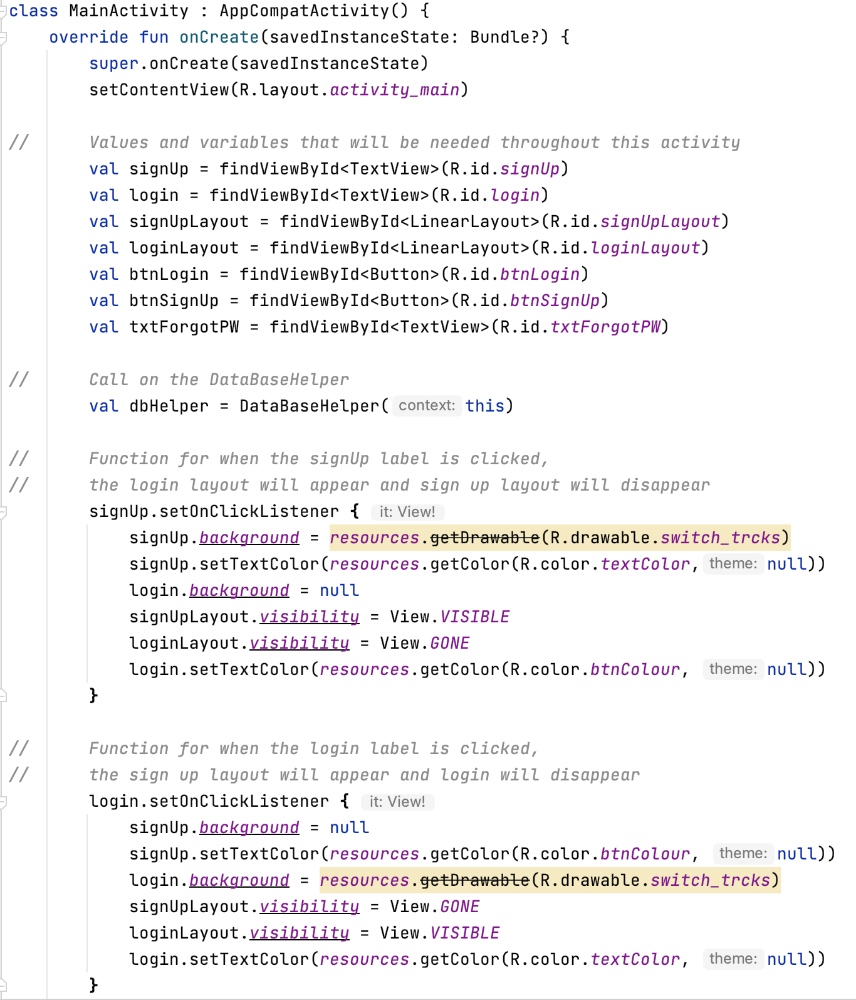 class MainActivity : AppCompatActivity() {
override fun onCreate(savedInstanceState: Bundle?) {
super.onCreate(savedInstanceState)
setContentView(R.layout.activity_main)
// Values and variables that will be needed throughout this activity
val signUp = findViewById<TextView>(R.id.signUp)
val login = findViewById<TextView>(R.id.login)
val signUpLayout = findViewById<LinearLayout>(R.id.signUpLayout)
val loginLayout = findViewById<LinearLayout>(R.id.loginLayout)
val btnLogin = findViewById<Button>(R.id.btnLogin)
val btnSignUp = findViewById<Button>(R.id.btnSignUp)
val txtForgotPW = findViewById<TextView>(R.id.txtForgotPW)
// Call on the DataBaseHelper
val dbHelper = DataBaseHelper( context: this)
// Function for when the signUp label is clicked,
// the login layout will appear and sign up layout will disappear
signUp.setOnClickListener { it: View!
signUp.background = resources.getDrawable(R.drawable.switch_trcks)
signUp.setTextColor(resources.getColor(R.color.textColor, theme: null))
login.background = null
signUpLayout.visibility = View.VISIBLE
loginLayout.visibility = View.GONE
login.setTextColor(resources.getColor(R.color.btnColour, theme: null))
}
// Function for when the login label is clicked,
// the sign up layout will appear and login will disappear
login.setOnClickListener { it: View!
signUp.background = null
signUp.setTextColor(resources.getColor(R.color.btnColour, theme: null))
login.background = resources.getDrawable(R.drawable.switch_trcks)
signUpLayout.visibility = View.GONE
loginLayout.visibility = View.VISIBLE
login.setTextColor(resources.getColor(R.color.textColor, theme: null))
}